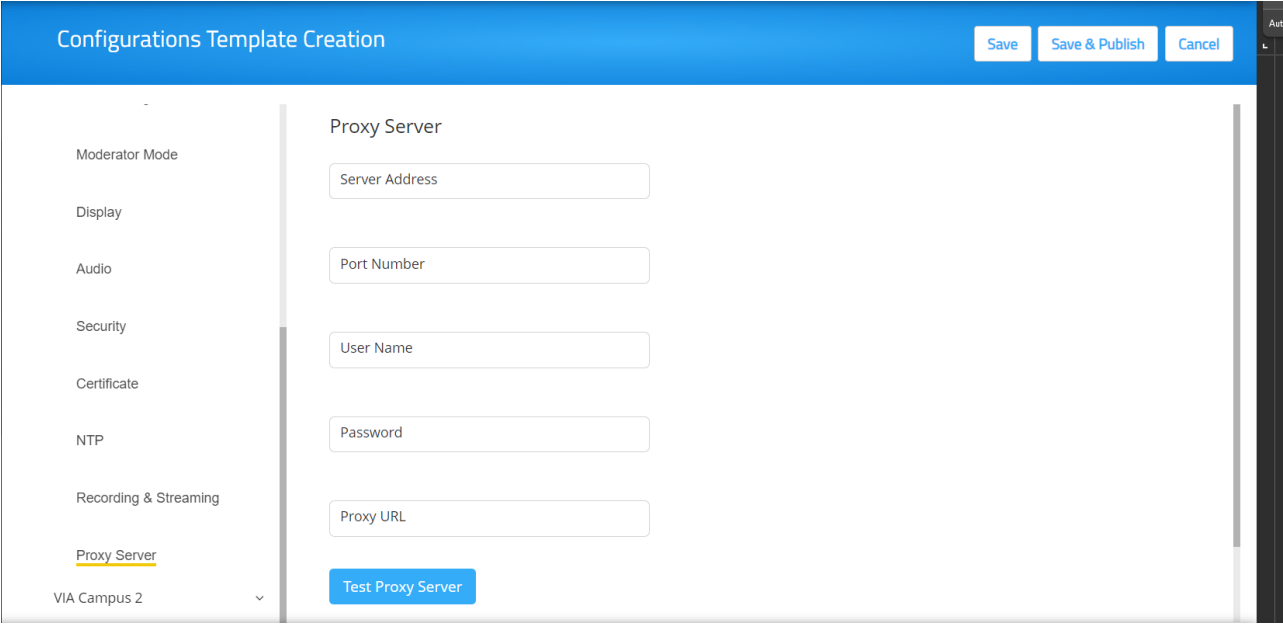 Configurations Template Creation
Save
Save & Publish
Cancel
Aut
Moderator Mode
Display
Audio
Security
Certificate
NTP
Recording & Streaming
Proxy Server
VIA Campus 2
Proxy Server
Server Address
Port Number
User Name
Password
Proxy URL
Test Proxy Server